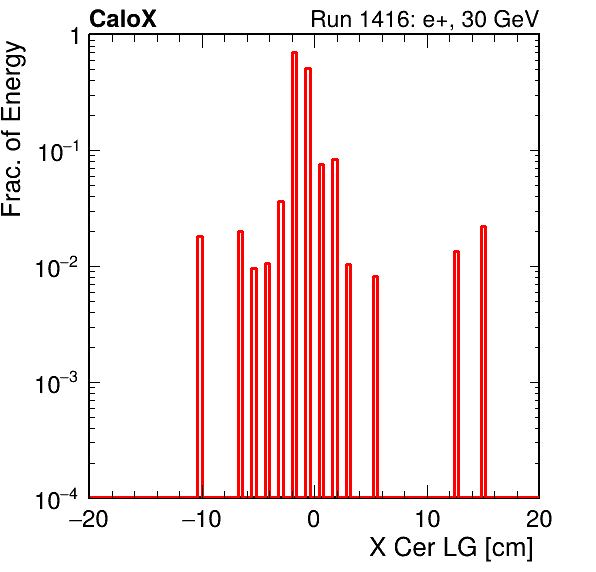 CaloX Run 1416: e+, 30 GeV
Frac. of Energy
1
10⁻¹
10⁻²
10⁻³
10⁻⁴
−20 −10 0 10 20
X Cer LG [cm]